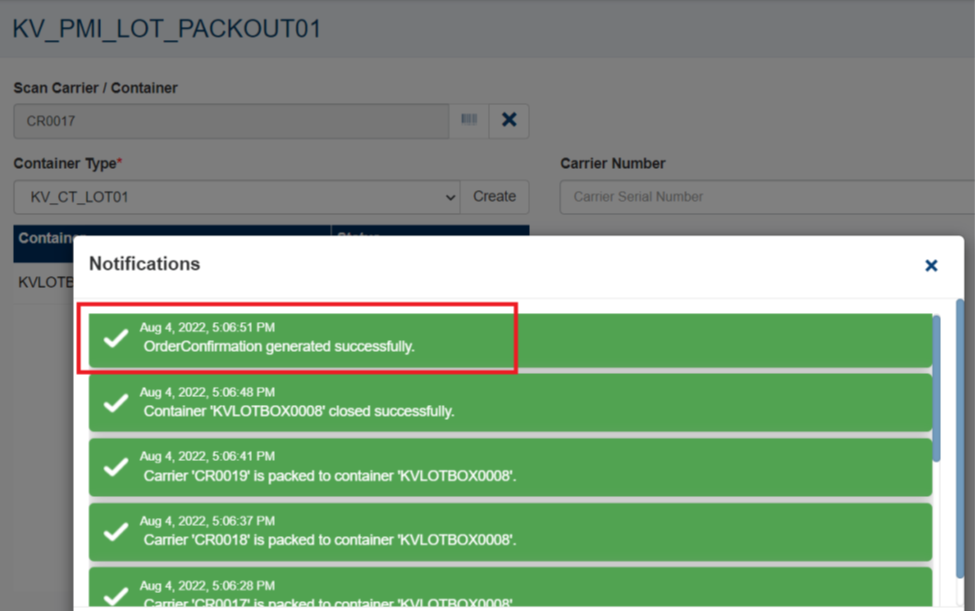 KV_PMI_LOT_PACKOUT01
Scan Carrier / Container
CR0017
Container Type*
Carrier Number
KV_CT_LOT01
Create
Carrier Serial Number
Notifications
Aug 4, 2022, 5:06:51 PM
OrderConfirmation generated successfully.
Aug 4, 2022, 5:06:48 PM
Container 'KVLOTBOX0008' closed successfully.
Aug 4, 2022, 5:06:41 PM
Carrier 'CR0019' is packed to container 'KVLOTBOX0008'.
Aug 4, 2022, 5:06:37 PM
Carrier 'CR0018' is packed to container 'KVLOTBOX0008'.
Aug 4, 2022, 5:06:28 PM
Carrier 'CR0017' is packed to container 'KVLOTBOX0008'.